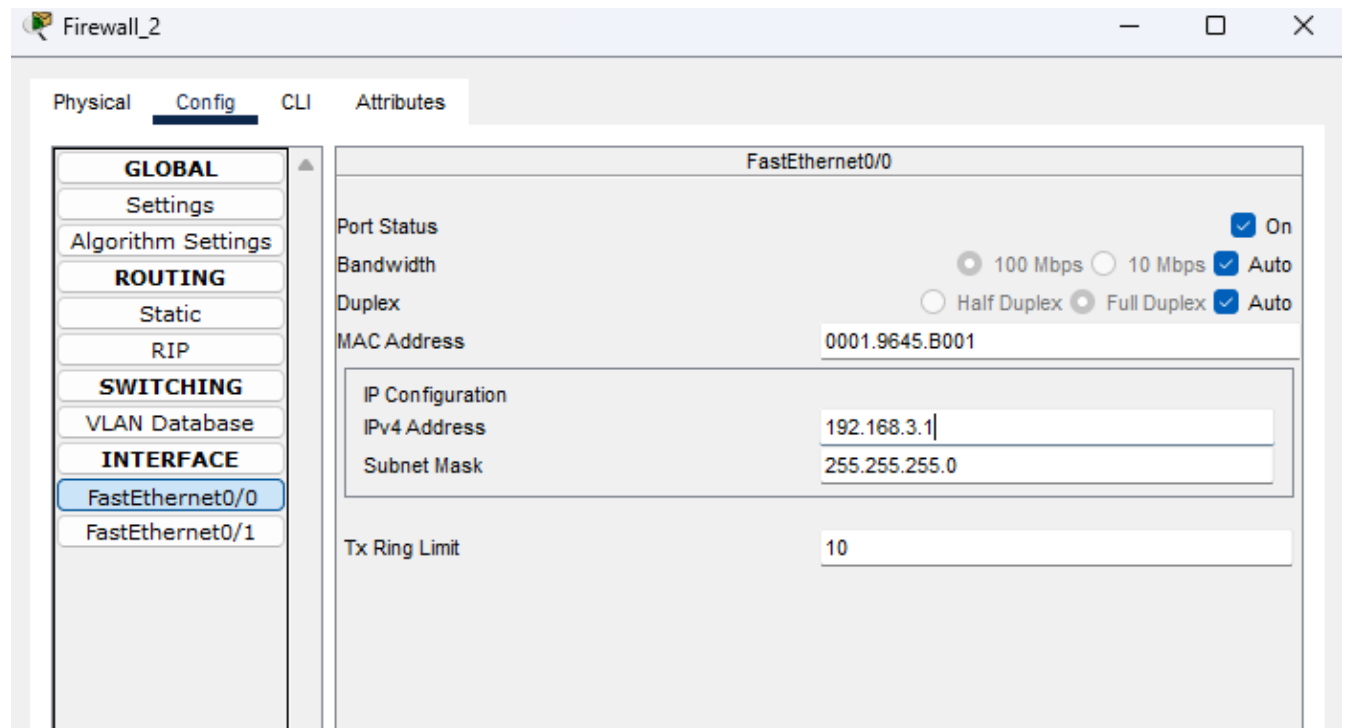 Firewall_2
Physical Config CLI Attributes
GLOBAL
Settings
Algorithm Settings
ROUTING
Static
RIP
SWITCHING
VLAN Database
INTERFACE
FastEthernet0/0
FastEthernet0/1
FastEthernet0/0
Port Status On
Bandwidth 100 Mbps 10 Mbps Auto
Duplex Half Duplex Full Duplex Auto
MAC Address 0001.9645.B001
IP Configuration
IPv4 Address 192.168.3.1
Subnet Mask 255.255.255.0
Tx Ring Limit 10